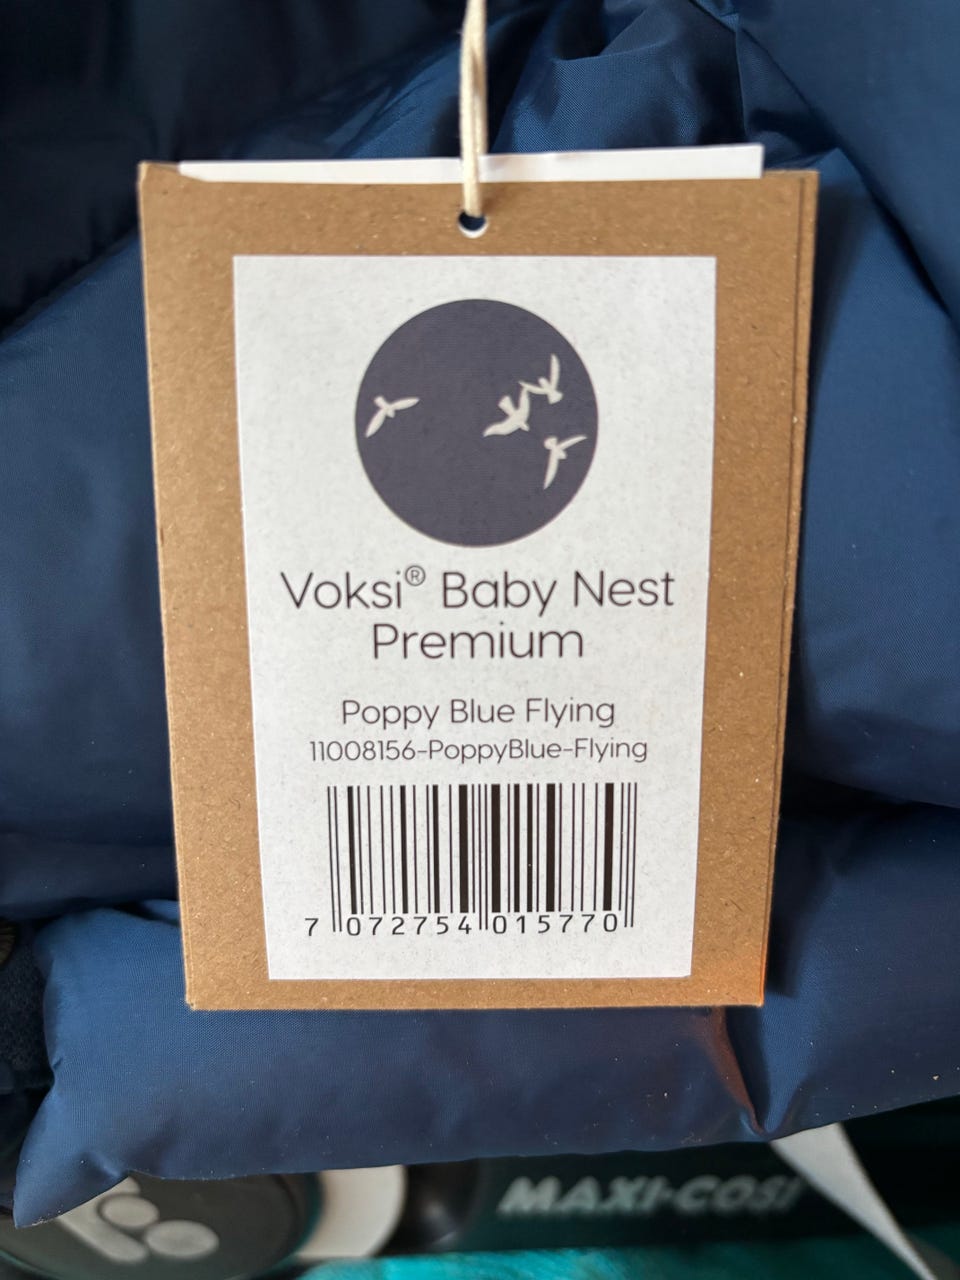 Voksi® Baby Nest
Premium
Poppy Blue Flying
11008156-PoppyBlue-Flying
7 072754 015770
MAXI-COSI